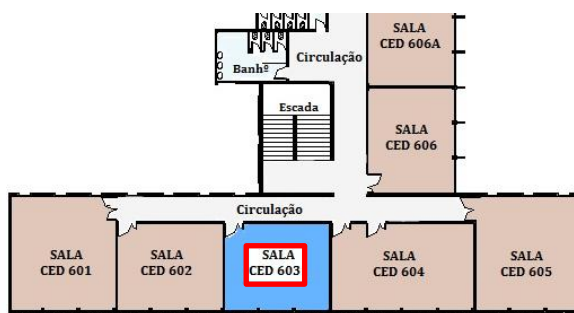 SALA
CED 606A
Circulação
Banhº
Escada
SALA
CED 606
Circulação
SALA
CED 601
SALA
CED 602
SALA
CED 603
SALA
CED 604
SALA
CED 605